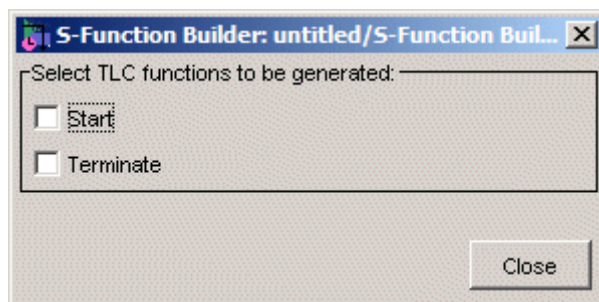 S-Function Builder: untitled/S-Function Buil...
Select TLC functions to be generated:
Start
Terminate
Close